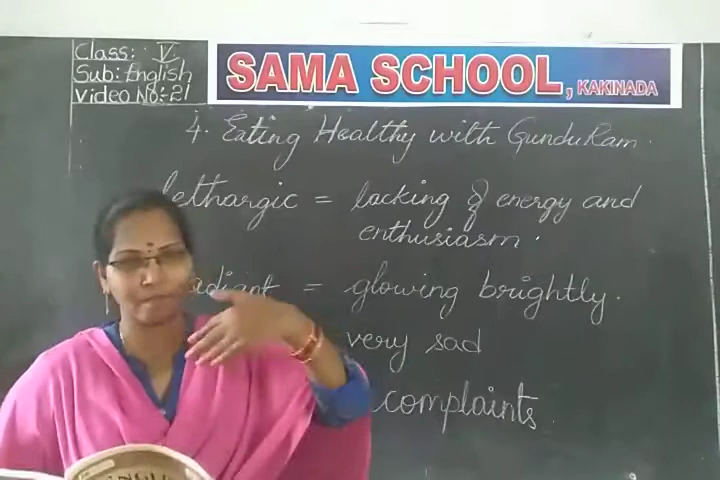 Class: V
Sub: English
Video No:-21
SAMA SCHOOL, KAKINADA
4. Eating Healthy with GunduRam.
lethargic = lacking of energy and
enthusiasm.
= glowing brightly.
very sad
complaints